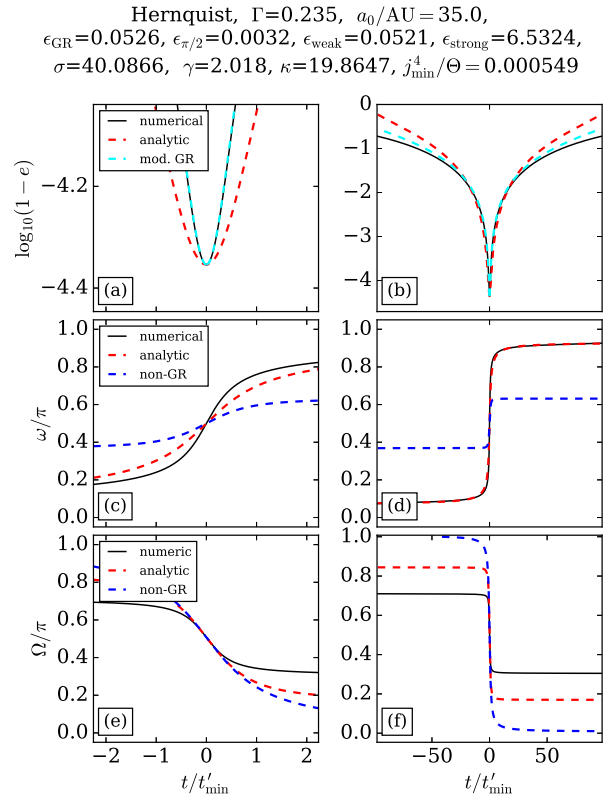 Hernquist, Γ=0.235, a₀/AU = 35.0,
ϵ_GR=0.0526, ϵ_π/2=0.0032, ϵ_weak=0.0521, ϵ_strong=6.5324,
σ=40.0866, γ=2.018, κ=19.8647, j⁴_min/Θ = 0.000549
numerical
analytic
mod. GR
log₁₀(1 − e)
−4.2
−4.4
(a)
0
−1
−2
−3
−4
(b)
numerical
analytic
non-GR
ω/π
1.0
0.8
0.6
0.4
0.2
0.0
(c)
1.0
0.8
0.6
0.4
0.2
0.0
(d)
numeric
analytic
non-GR
Ω/π
1.0
0.8
0.6
0.4
0.2
0.0
(e)
−2 −1 0 1 2
t/t′_min
1.0
0.8
0.6
0.4
0.2
0.0
(f)
−50 0 50
t/t′_min